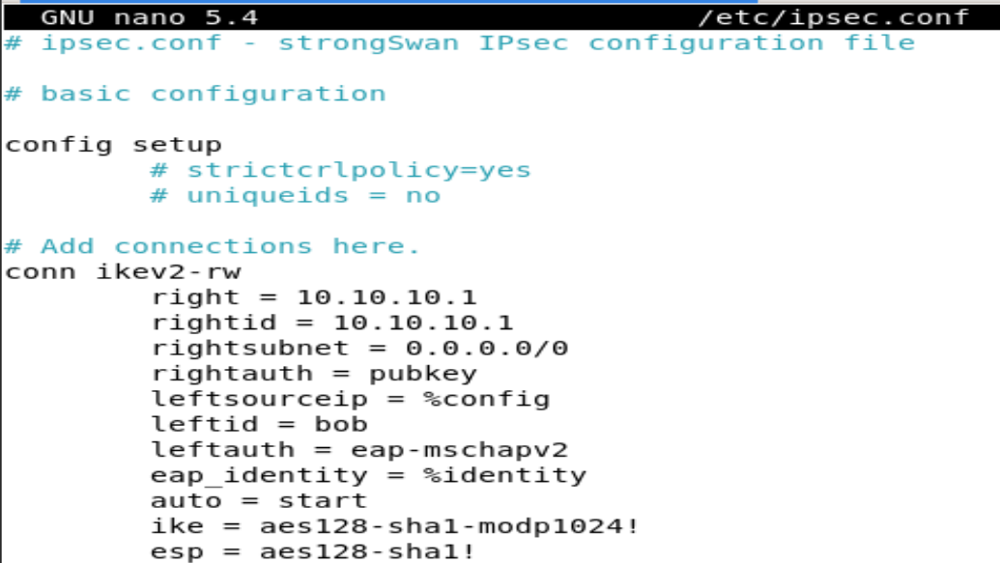 GNU nano 5.4 /etc/ipsec.conf
# ipsec.conf - strongSwan IPsec configuration file
# basic configuration
config setup
# strictcrlpolicy=yes
# uniqueids = no
# Add connections here.
conn ikev2-rw
right = 10.10.10.1
rightid = 10.10.10.1
rightsubnet = 0.0.0.0/0
rightauth = pubkey
leftsourceip = %config
leftid = bob
leftauth = eap-mschapv2
eap_identity = %identity
auto = start
ike = aes128-sha1-modp1024!
esp = aes128-sha1!